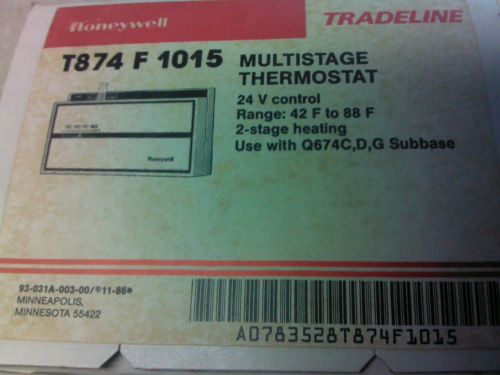 Honeywell
TRADELINE
T874 F 1015
MULTISTAGE
THERMOSTAT
24 V control
Range: 42 F to 88 F
2-stage heating
Use with Q674C,D,G Subbase
Honeywell
93-031A-003-00/©11-86®
MINNEAPOLIS,
MINNESOTA 55422
A0783528T874F1015